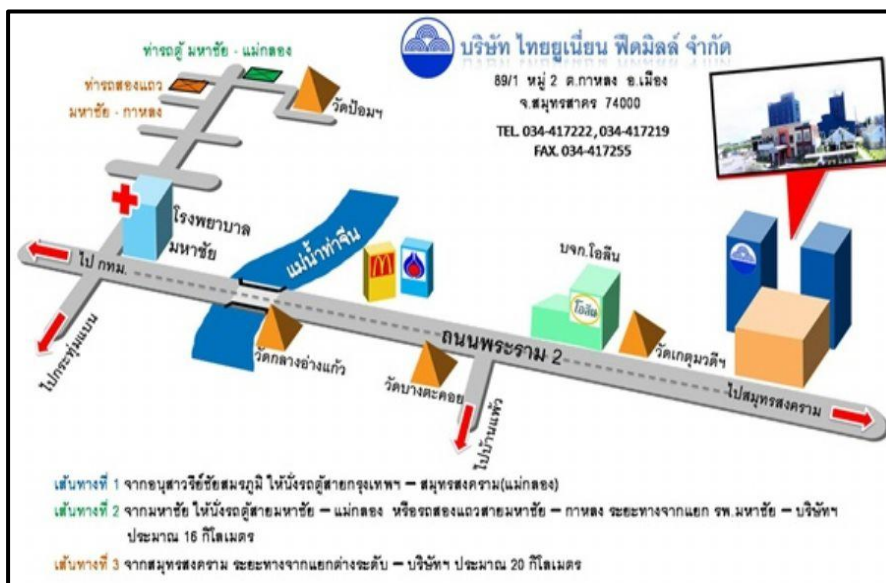 ท่ารถตู้ มหาชัย - แม่กลอง
ท่ารถสองแถว
มหาชัย - กาหลง
วัดป้อมฯ
บริษัท ไทยยูเนี่ยน ฟีดมิลล์ จำกัด
89/1 หมู่ 2 ต.กาหลง อ.เมือง
จ.สมุทรสาคร 74000
TEL. 034-417222, 034-417219
FAX. 034-417255
โรงพยาบาล
มหาชัย
แม่น้ำท่าจีน
บจก.โอลีน
โอลีน
ไป กทม.
ไปกระทุ่มแบน
วัดกลางอ่างแก้ว
ถนนพระราม 2
วัดบางตะคอย
วัดเกตุมวดีฯ
ไปบ้านแพ้ว
ไปสมุทรสงคราม
เส้นทางที่ 1 จากอนุสาวรีย์ชัยสมรภูมิ ให้นั่งรถตู้สายกรุงเทพฯ – สมุทรสงคราม(แม่กลอง)
เส้นทางที่ 2 จากมหาชัย ให้นั่งรถตู้สายมหาชัย – แม่กลอง หรือรถสองแถวสายมหาชัย – กาหลง ระยะทางจากแยก รพ.มหาชัย – บริษัทฯ
ประมาณ 16 กิโลเมตร
เส้นทางที่ 3 จากสมุทรสงคราม ระยะทางจากแยกต่างระดับ – บริษัทฯ ประมาณ 20 กิโลเมตร